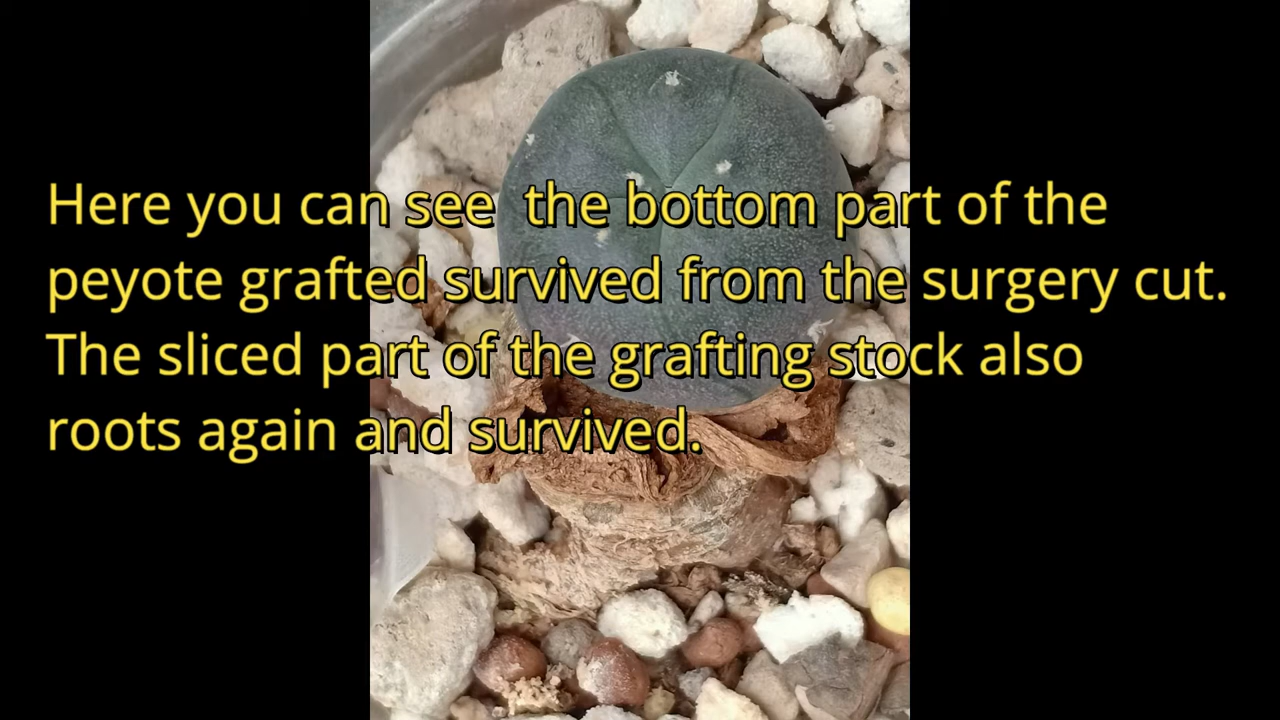 Here you can see  the bottom part of the
peyote grafted survived from the surgery cut.
The sliced part of the grafting stock also
roots again and survived.